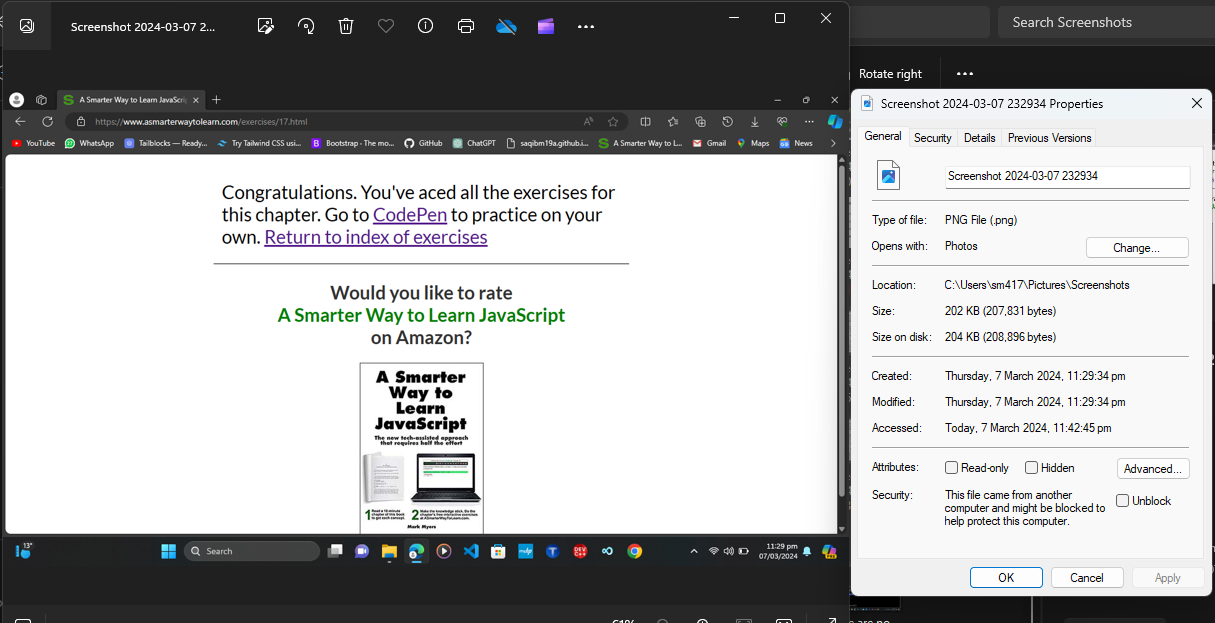 Screenshot 2024-03-07 2...
Search Screenshots
Rotate right
A Smarter Way to Learn JavaScrip
https://www.asmarterwaytolearn.com/exercises/17.html
YouTube WhatsApp Tailblocks — Ready... Try Tailwind CSS usi... Bootstrap - The mo... GitHub ChatGPT saqibm19a.github.i... A Smarter Way to L... Gmail Maps News
Congratulations. You've aced all the exercises for
this chapter. Go to CodePen to practice on your
own. Return to index of exercises
Would you like to rate
A Smarter Way to Learn JavaScript
on Amazon?
A Smarter
Way to
Learn
JavaScript
The new tech-assisted approach
that requires half the effort
1 Read a 10-minute
chapter of this book
to get each concept.
2 Make the knowledge stick. Do the
chapter's free interactive exercises
at ASmarterWayToLearn.com.
Mark Myers
13°
Search
11:29 pm
07/03/2024
61%
Screenshot 2024-03-07 232934 Properties
General Security Details Previous Versions
Screenshot 2024-03-07 232934
Type of file: PNG File (.png)
Opens with: Photos Change...
Location: C:\Users\sm417\Pictures\Screenshots
Size: 202 KB (207,831 bytes)
Size on disk: 204 KB (208,896 bytes)
Created: Thursday, 7 March 2024, 11:29:34 pm
Modified: Thursday, 7 March 2024, 11:29:34 pm
Accessed: Today, 7 March 2024, 11:42:45 pm
Attributes: Read-only Hidden Advanced...
Security: This file came from another
computer and might be blocked to
help protect this computer.
Unblock
OK Cancel Apply